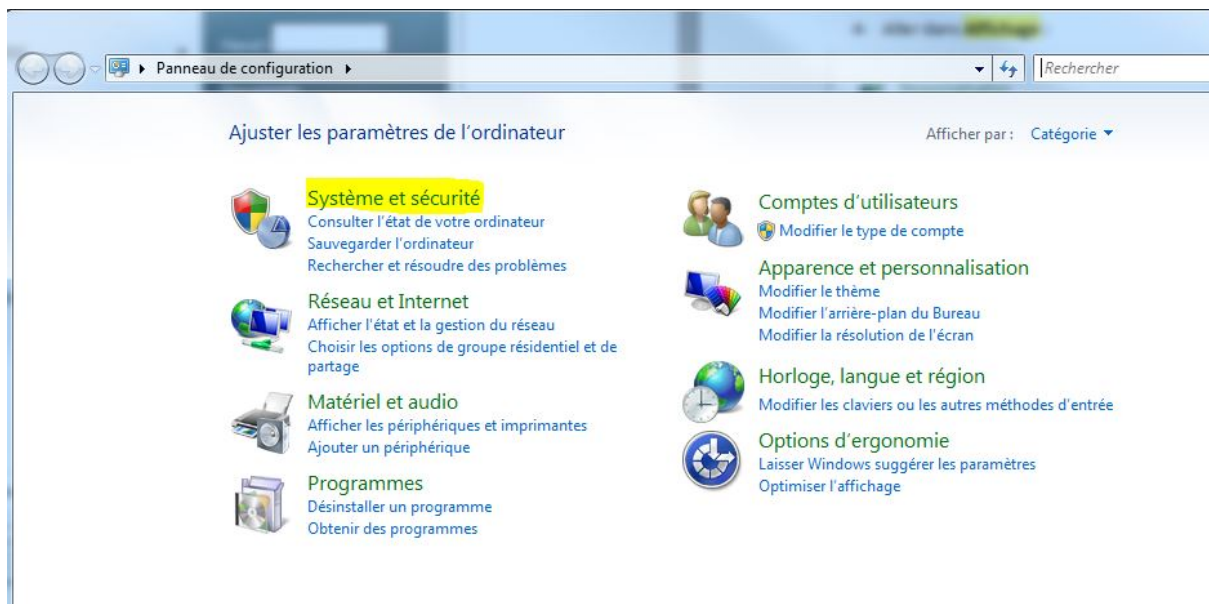 Aller dans Affichage
Panneau de configuration
Rechercher
Ajuster les paramètres de l'ordinateur
Afficher par : Catégorie
Système et sécurité
Consulter l'état de votre ordinateur
Sauvegarder l'ordinateur
Rechercher et résoudre des problèmes
Réseau et Internet
Afficher l'état et la gestion du réseau
Choisir les options de groupe résidentiel et de
partage
Matériel et audio
Afficher les périphériques et imprimantes
Ajouter un périphérique
Programmes
Désinstaller un programme
Obtenir des programmes
Comptes d'utilisateurs
Modifier le type de compte
Apparence et personnalisation
Modifier le thème
Modifier l'arrière-plan du Bureau
Modifier la résolution de l'écran
Horloge, langue et région
Modifier les claviers ou les autres méthodes d'entrée
Options d'ergonomie
Laisser Windows suggérer les paramètres
Optimiser l'affichage